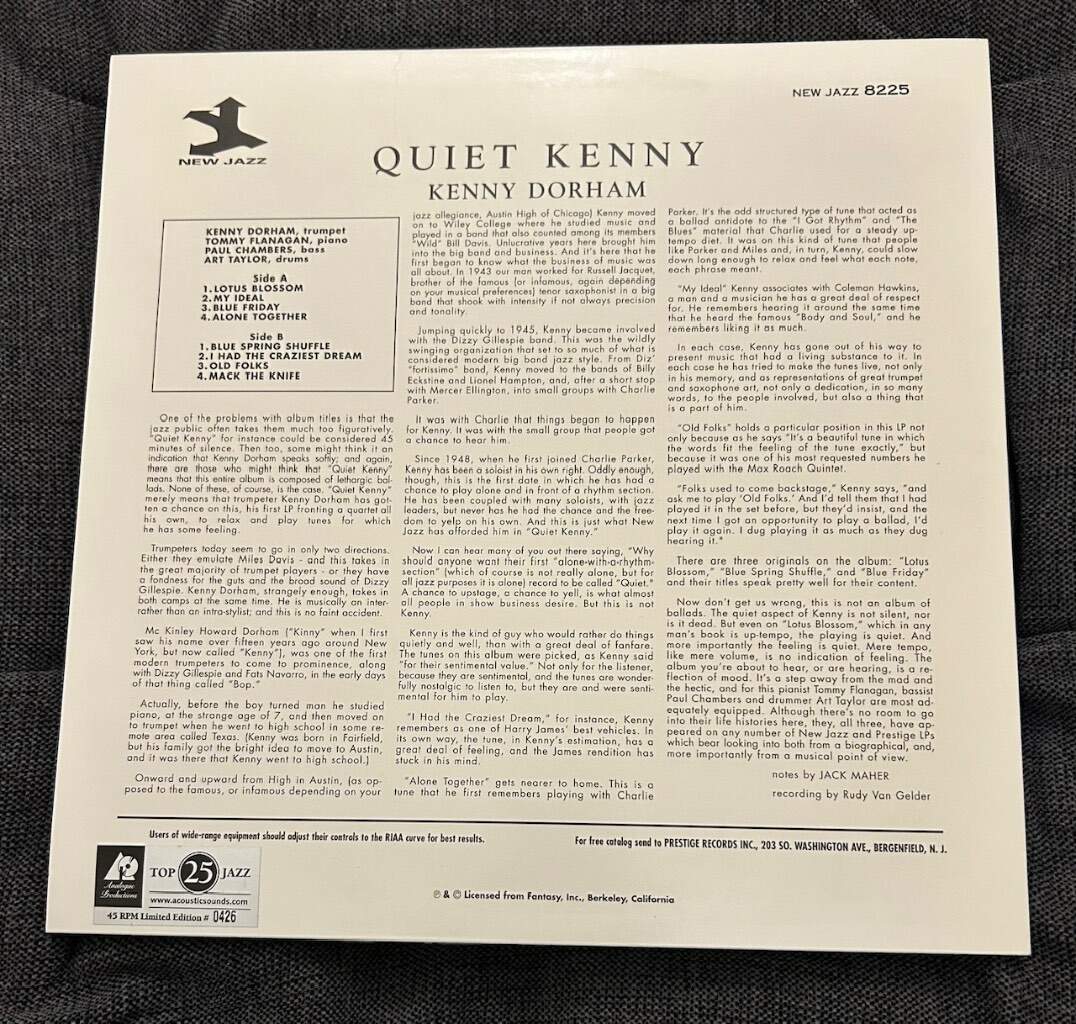 NEW JAZZ 8225
NEW JAZZ
QUIET KENNY
KENNY DORHAM
KENNY DORHAM, trumpet
TOMMY FLANAGAN, piano
PAUL CHAMBERS, bass
ART TAYLOR, drums
Side A
1. LOTUS BLOSSOM
2. MY IDEAL
3. BLUE FRIDAY
4. ALONE TOGETHER
Side B
1. BLUE SPRING SHUFFLE
2. I HAD THE CRAZIEST DREAM
3. OLD FOLKS
4. MACK THE KNIFE
One of the problems with album titles is that the
jazz public often takes them much too figuratively.
"Quiet Kenny" for instance could be considered 45
minutes of silence. Then too, some might think it an
indication that Kenny Dorham speaks softly; and again,
there are those who might think that "Quiet Kenny"
means that this entire album is composed of lethargic bal-
lads. None of these, of course, is the case. "Quiet Kenny"
merely means that trumpeter Kenny Dorham has got-
ten a chance on this, his first LP fronting a quartet all
his own, to relax and play tunes for which
he has some feeling.
Trumpeters today seem to go in only two directions.
Either they emulate Miles Davis - and this takes in
the great majority of trumpet players - or they have
a fondness for the guts and the broad sound of Dizzy
Gillespie. Kenny Dorham, strangely enough, takes in
both camps at the same time. He is musically an inter-
rather than an intra-stylist; and this is no faint accident.
Mc Kinley Howard Dorham ("Kinny" when I first
saw his name over fifteen years ago around New
York, but now called "Kenny"), was one of the first
modern trumpeters to come to prominence, along
with Dizzy Gillespie and Fats Navarro, in the early days
of that thing called "Bop."
Actually, before the boy turned man he studied
piano, at the strange age of 7, and then moved on
to trumpet when he went to high school in some re-
mote area called Texas. (Kenny was born in Fairfield,
but his family got the bright idea to move to Austin,
and it was there that Kenny went to high school.)
Onward and upward from High in Austin, (as op-
posed to the famous, or infamous depending on your
jazz allegiance, Austin High of Chicago) Kenny moved
on to Wiley College where he studied music and
played in a band that also counted among its members
"Wild" Bill Davis. Unlucrative years here brought him
into the big band and business. And it's here that he
first began to know what the business of music was
all about. In 1943 our man worked for Russell Jacquet,
brother of the famous (or infamous, again depending
on your musical preferences) tenor saxophonist in a big
band that shook with intensity if not always precision
and tonality.
Jumping quickly to 1945, Kenny became involved
with the Dizzy Gillespie band. This was the wildly
swinging organization that set to so much of what is
considered modern big band jazz style. From Diz'
"fortissimo" band, Kenny moved to the bands of Billy
Eckstine and Lionel Hampton, and, after a short stop
with Mercer Ellington, into small groups with Charlie
Parker.
It was with Charlie that things began to happen
for Kenny. It was with the small group that people got
a chance to hear him.
Since 1948, when he first joined Charlie Parker,
Kenny has been a soloist in his own right. Oddly enough,
though, this is the first date in which he has had a
chance to play alone and in front of a rhythm section.
He has been coupled with many soloists, with jazz
leaders, but never has he had the chance and the free-
dom to yelp on his own. And this is just what New
Jazz has afforded him in "Quiet Kenny."
Now I can hear many of you out there saying, "Why
should anyone want their first "alone-with-a-rhythm-
section" (which of course is not really alone, but for
all jazz purposes it is alone) record to be called "Quiet."
A chance to upstage, a chance to yell, is what almost
all people in show business desire. But this is not
Kenny.
Kenny is the kind of guy who would rather do things
quietly and well, than with a great deal of fanfare.
The tunes on this album were picked, as Kenny said
"for their sentimental value." Not only for the listener,
because they are sentimental, and the tunes are wonder-
fully nostalgic to listen to, but they are and were senti-
mental for him to play.
"I Had the Craziest Dream," for instance, Kenny
remembers as one of Harry James' best vehicles. In
its own way, the tune, in Kenny's estimation, has a
great deal of feeling, and the James rendition has
stuck in his mind.
"Alone Together" gets nearer to home. This is a
tune that he first remembers playing with Charlie
Parker. It's the odd structured type of tune that acted as
a ballad antidote to the "I Got Rhythm" and "The
Blues" material that Charlie used for a steady up-
tempo diet. It was on this kind of tune that people
like Parker and Miles and, in turn, Kenny, could slow
down long enough to relax and feel what each note,
each phrase meant.
"My Ideal" Kenny associates with Coleman Hawkins,
a man and a musician he has a great deal of respect
for. He remembers hearing it around the same time
that he heard the famous "Body and Soul," and he
remembers liking it as much.
In each case, Kenny has gone out of his way to
present music that had a living substance to it. In
each case he has tried to make the tunes live, not only
in his memory, and as representations of great trumpet
and saxophone art, not only a dedication, in so many
words, to the people involved, but also a thing that
is a part of him.
"Old Folks" holds a particular position in this LP not
only because as he says "It's a beautiful tune in which
the words fit the feeling of the tune exactly," but
because it was one of his most requested numbers he
played with the Max Roach Quintet.
"Folks used to come backstage," Kenny says, "and
ask me to play 'Old Folks.' And I'd tell them that I had
played it in the set before, but they'd insist, and the
next time I got an opportunity to play a ballad, I'd
play it again. I dug playing it as much as they dug
hearing it."
There are three originals on the album: "Lotus
Blossom," "Blue Spring Shuffle," and "Blue Friday"
and their titles speak pretty well for their content.
Now don't get us wrong, this is not an album of
ballads. The quiet aspect of Kenny is not silent, nor
is it dead. But even on "Lotus Blossom," which in any
man's book is up-tempo, the playing is quiet. And
more importantly the feeling is quiet. Mere tempo,
like mere volume, is no indication of feeling. The
album you're about to hear, or are hearing, is a re-
flection of mood. It's a step away from the mad and
the hectic, and for this pianist Tommy Flanagan, bassist
Paul Chambers and drummer Art Taylor are most ad-
equately equipped. Although there's no room to go
into their life histories here, they, all three, have ap-
peared on any number of New Jazz and Prestige LPs
which bear looking into both from a biographical, and,
more importantly from a musical point of view.
notes by JACK MAHER
recording by Rudy Van Gelder
Users of wide-range equipment should adjust their controls to the RIAA curve for best results.
For free catalog send to PRESTIGE RECORDS INC., 203 SO. WASHINGTON AVE., BERGENFIELD, N. J.
Analogue
Productions
TOP 25 JAZZ
www.acousticsounds.com
45 RPM Limited Edition # 0426
℗ & © Licensed from Fantasy, Inc., Berkeley, California